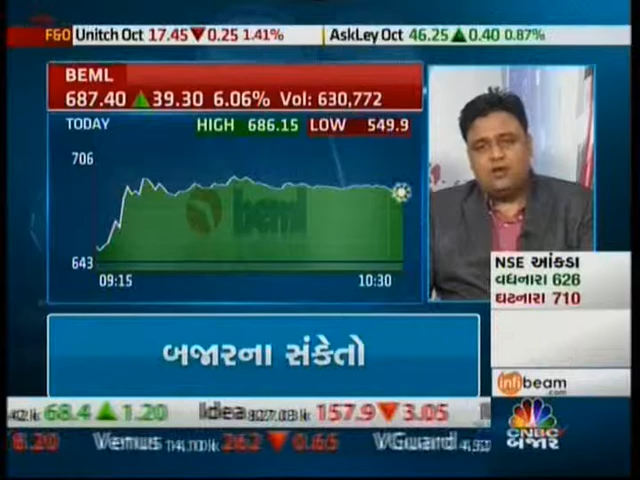 F&O Unitch Oct 17.45▼0.25 1.41% AskLey Oct 46.25▲0.40 0.87%
BEML
687.40 ▲39.30 6.06% Vol: 630,772
TODAY HIGH 686.15 LOW 549.9
706
beml
643
09:15 10:30
NSE આંકડા
વધનારા 626
ઘટનારા 710
બજારના સંકેતો
infibeam
.com
68.4 ▲ 1.20 Idea 157.9 ▼ 3.05
Venus 262 ▼ 0.65 VGuard
CNBC
બજાર